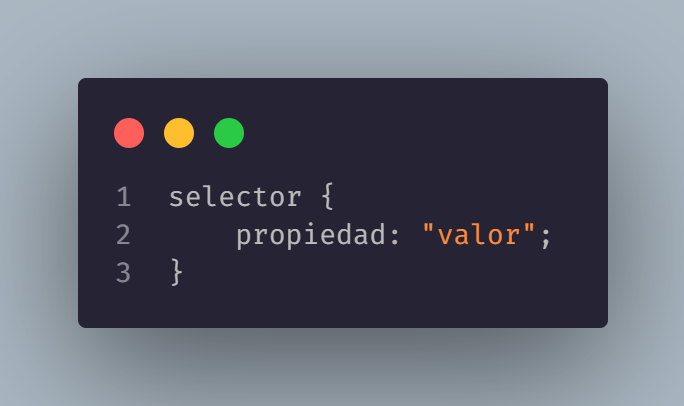 1 selector {
2     propiedad: "valor";
3 }